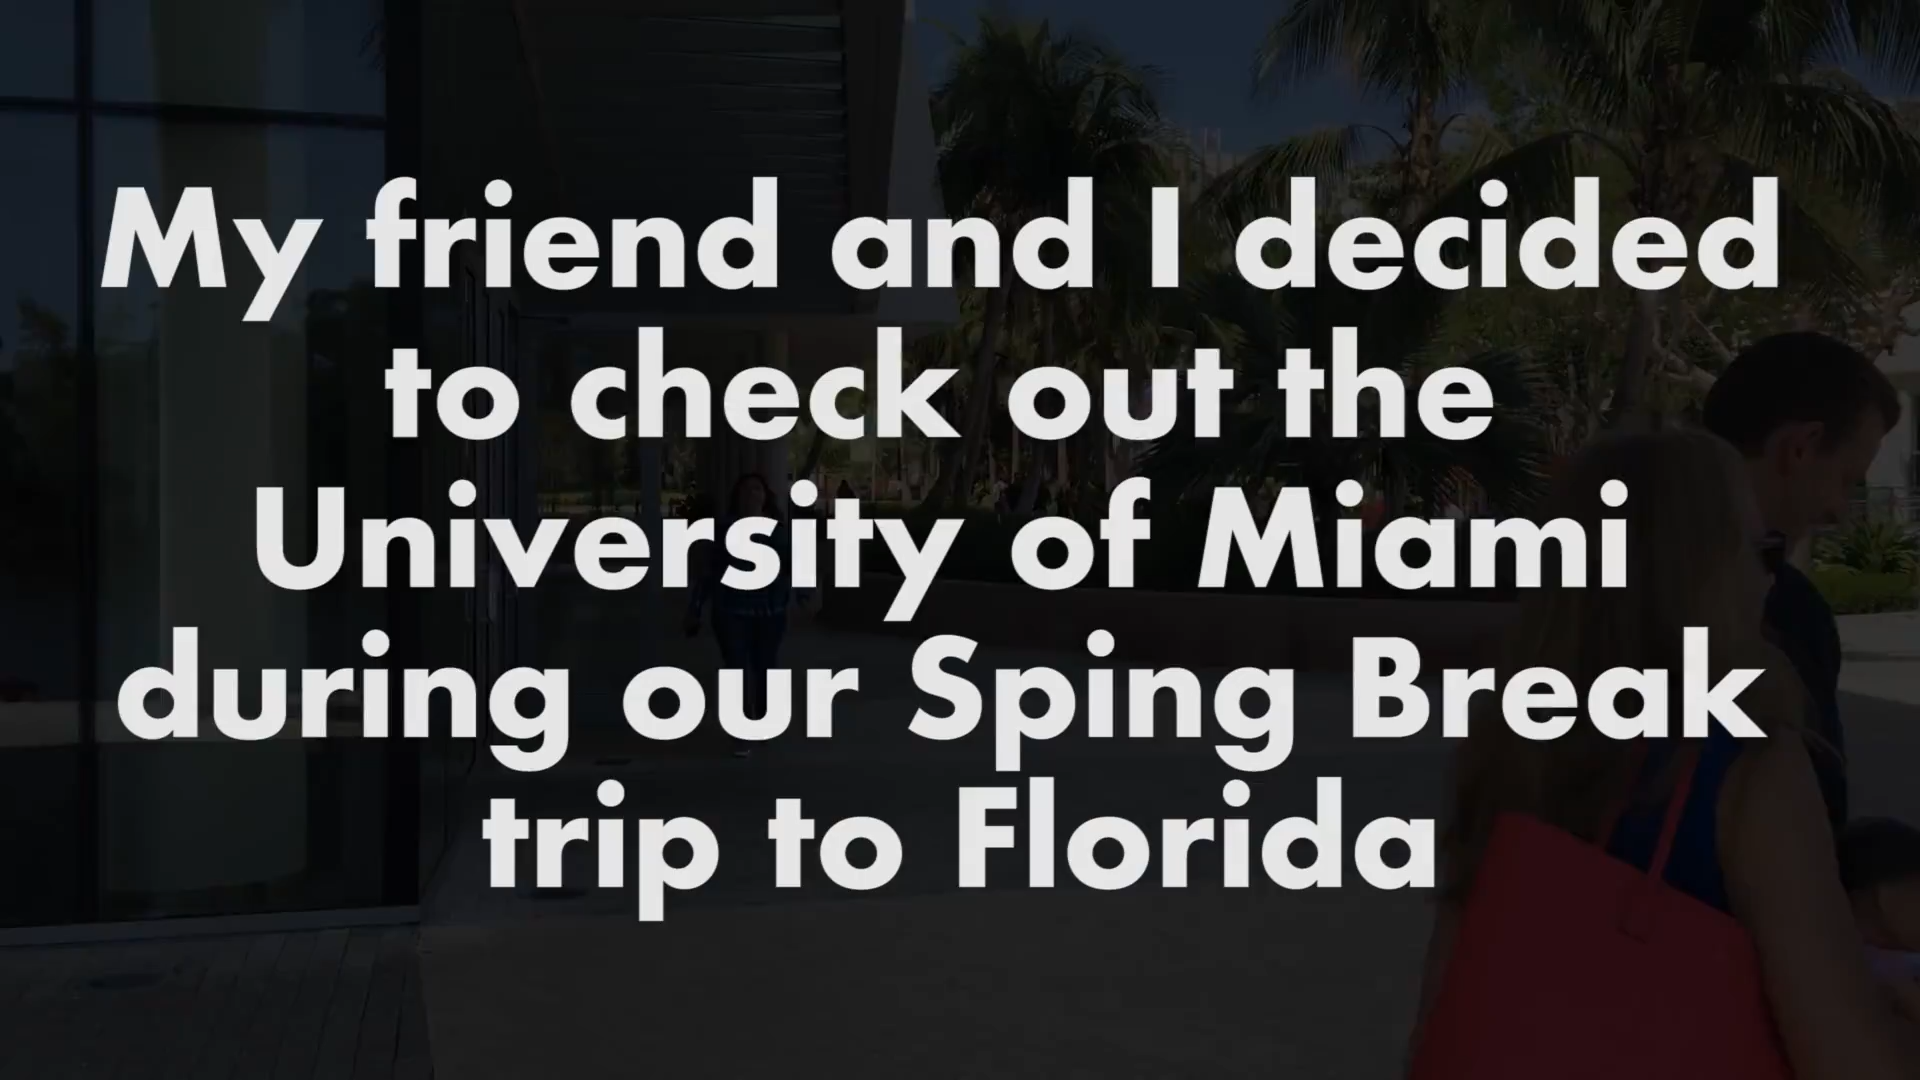 My friend and I decided
to check out the
University of Miami
during our Sping Break
trip to Florida